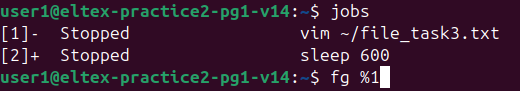 user1@eltex-practice2-pg1-v14:~$ jobs
[1]-  Stopped                 vim ~/file_task3.txt
[2]+  Stopped                 sleep 600
user1@eltex-practice2-pg1-v14:~$ fg %1